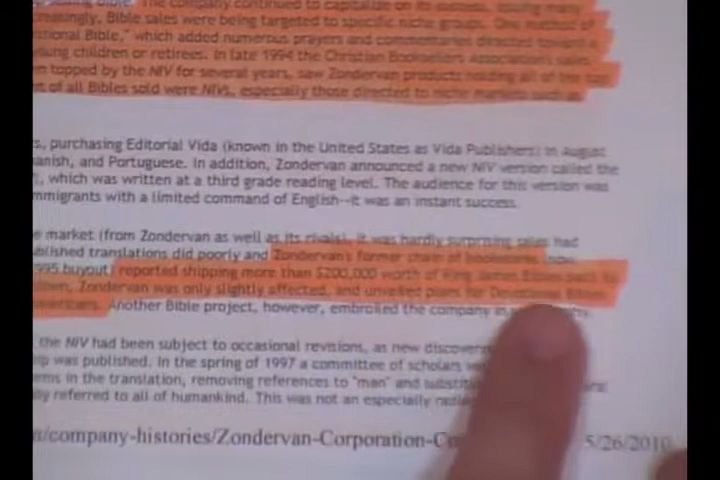 The company continued to capitalize on its success,
creasingly, Bible sales were being targeted to specific niche groups. One method of
otional Bible," which added numerous prayers and commentaries directed toward
oung children or retirees. In late 1994 the Christian Booksellers Association's sales
n topped by the NIV for several years, saw Zondervan products holding all of the top
nt of all Bibles sold were NIVs, especially those directed to niche markets such as
s, purchasing Editorial Vida (known in the United States as Vida Publishers) in August
anish, and Portuguese. In addition, Zondervan announced a new NIV version called the
), which was written at a third grade reading level. The audience for this version was
mmigrants with a limited command of English--it was an instant success.
e market (from Zondervan as well as its rivals), it was hardly surprising sales had
ublished translations did poorly and Zondervan's former chain of bookstores, now
995 buyout) reported shipping more than $200,000 worth of King James Bibles back to
own, Zondervan was only slightly affected, and unveiled plans for Devotional Bibles
Another Bible project, however, embroiled the company in
the NIV had been subject to occasional revisions, as new
ip was published. In the spring of 1997 a committee of scholars
rms in the translation, removing references to "man" and
ly referred to all of humankind. This was not an especially
n/company-histories/Zondervan-Corporation- 5/26/2010